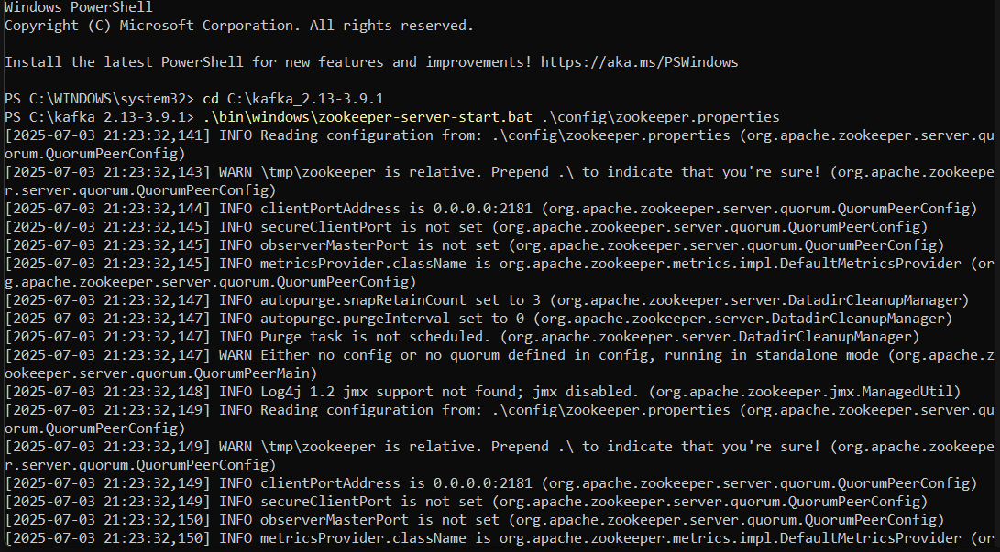 Windows PowerShell
Copyright (C) Microsoft Corporation. All rights reserved.
Install the latest PowerShell for new features and improvements! https://aka.ms/PSWindows
PS C:\WINDOWS\system32> cd C:\kafka_2.13-3.9.1
PS C:\kafka_2.13-3.9.1> .\bin\windows\zookeeper-server-start.bat .\config\zookeeper.properties
[2025-07-03 21:23:32,141] INFO Reading configuration from: .\config\zookeeper.properties (org.apache.zookeeper.server.qu
orum.QuorumPeerConfig)
[2025-07-03 21:23:32,143] WARN \tmp\zookeeper is relative. Prepend .\ to indicate that you're sure! (org.apache.zookeepe
r.server.quorum.QuorumPeerConfig)
[2025-07-03 21:23:32,144] INFO clientPortAddress is 0.0.0.0:2181 (org.apache.zookeeper.server.quorum.QuorumPeerConfig)
[2025-07-03 21:23:32,145] INFO secureClientPort is not set (org.apache.zookeeper.server.quorum.QuorumPeerConfig)
[2025-07-03 21:23:32,145] INFO observerMasterPort is not set (org.apache.zookeeper.server.quorum.QuorumPeerConfig)
[2025-07-03 21:23:32,145] INFO metricsProvider.className is org.apache.zookeeper.metrics.impl.DefaultMetricsProvider (or
g.apache.zookeeper.server.quorum.QuorumPeerConfig)
[2025-07-03 21:23:32,147] INFO autopurge.snapRetainCount set to 3 (org.apache.zookeeper.server.DatadirCleanupManager)
[2025-07-03 21:23:32,147] INFO autopurge.purgeInterval set to 0 (org.apache.zookeeper.server.DatadirCleanupManager)
[2025-07-03 21:23:32,147] INFO Purge task is not scheduled. (org.apache.zookeeper.server.DatadirCleanupManager)
[2025-07-03 21:23:32,147] WARN Either no config or no quorum defined in config, running in standalone mode (org.apache.z
ookeeper.server.quorum.QuorumPeerMain)
[2025-07-03 21:23:32,148] INFO Log4j 1.2 jmx support not found; jmx disabled. (org.apache.zookeeper.jmx.ManagedUtil)
[2025-07-03 21:23:32,149] INFO Reading configuration from: .\config\zookeeper.properties (org.apache.zookeeper.server.qu
orum.QuorumPeerConfig)
[2025-07-03 21:23:32,149] WARN \tmp\zookeeper is relative. Prepend .\ to indicate that you're sure! (org.apache.zookeepe
r.server.quorum.QuorumPeerConfig)
[2025-07-03 21:23:32,149] INFO clientPortAddress is 0.0.0.0:2181 (org.apache.zookeeper.server.quorum.QuorumPeerConfig)
[2025-07-03 21:23:32,149] INFO secureClientPort is not set (org.apache.zookeeper.server.quorum.QuorumPeerConfig)
[2025-07-03 21:23:32,150] INFO observerMasterPort is not set (org.apache.zookeeper.server.quorum.QuorumPeerConfig)
[2025-07-03 21:23:32,150] INFO metricsProvider.className is org.apache.zookeeper.metrics.impl.DefaultMetricsProvider (or